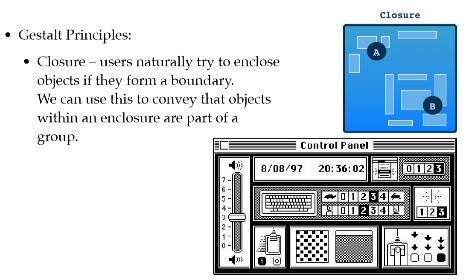 Closure
• Gestalt Principles:
• Closure – users naturally try to enclose
objects if they form a boundary.
We can use this to convey that objects
within an enclosure are part of a
group.
A
B
Control Panel
8/08/97 20:36:02
0 1 2 3
7
6
5
4
3
2
1
0
0 1 2 3 4
0 1 2 3 4
1 2 3